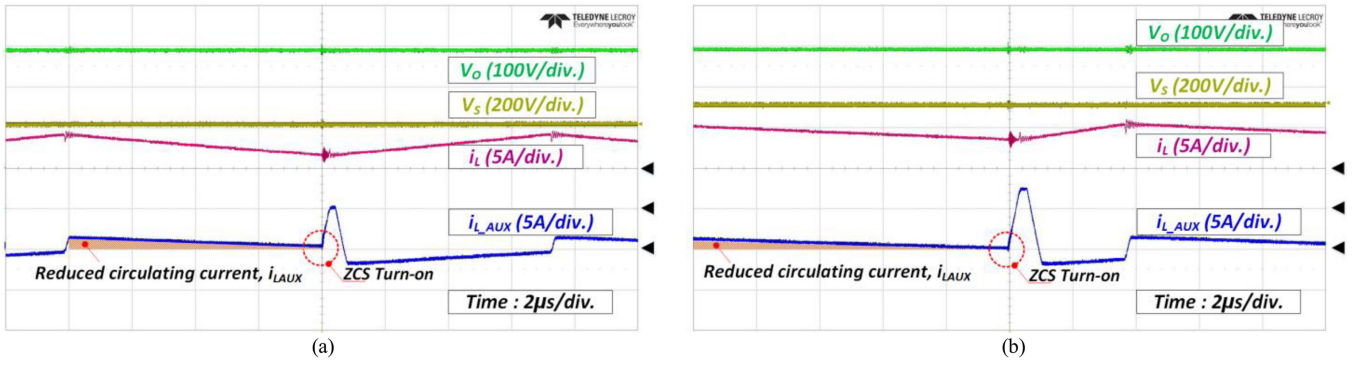 TELEDYNE LECROY
Everywhereyoulook
V_O (100V/div.)
V_S (200V/div.)
i_L (5A/div.)
i_L_AUX (5A/div.)
Reduced circulating current, i_LAUX
ZCS Turn-on
Time : 2μs/div.
(a)
TELEDYNE LECROY
Everywhereyoulook
V_O (100V/div.)
V_S (200V/div.)
i_L (5A/div.)
i_L_AUX (5A/div.)
Reduced circulating current, i_LAUX
ZCS Turn-on
Time : 2μs/div.
(b)